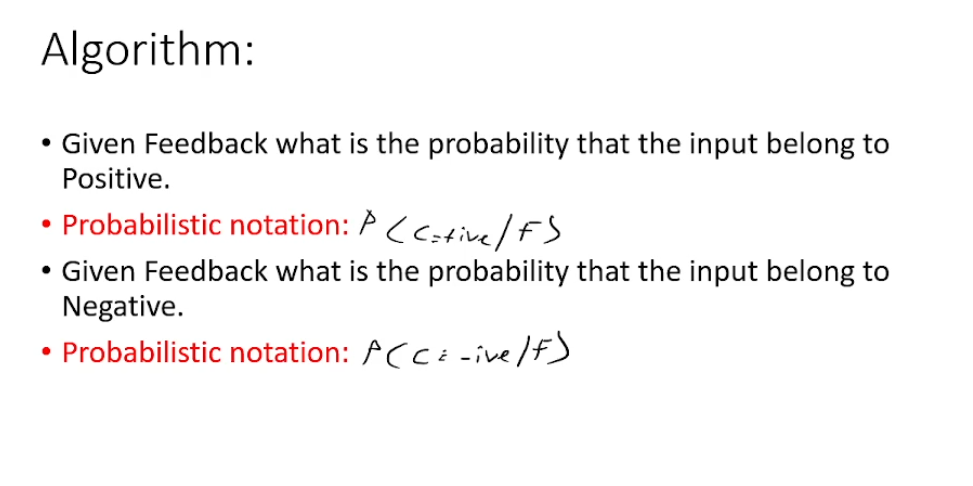 Algorithm:
• Given Feedback what is the probability that the input belong to
Positive.
• Probabilistic notation: P(C=+ive/F)
• Given Feedback what is the probability that the input belong to
Negative.
• Probabilistic notation: P(C=-ive/F)